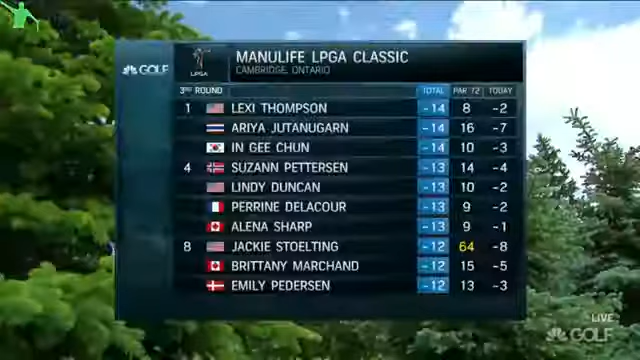 GOLF LPGA MANULIFE LPGA CLASSIC
CAMBRIDGE, ONTARIO
3RD ROUND TOTAL PAR 72 TODAY
1 LEXI THOMPSON -14 8 -2
ARIYA JUTANUGARN -14 16 -7
IN GEE CHUN -14 10 -3
4 SUZANN PETTERSEN -13 14 -4
LINDY DUNCAN -13 10 -2
PERRINE DELACOUR -13 9 -2
ALENA SHARP -13 9 -1
8 JACKIE STOELTING -12 64 -8
BRITTANY MARCHAND -12 15 -5
EMILY PEDERSEN -12 13 -3
LIVE
GOLF